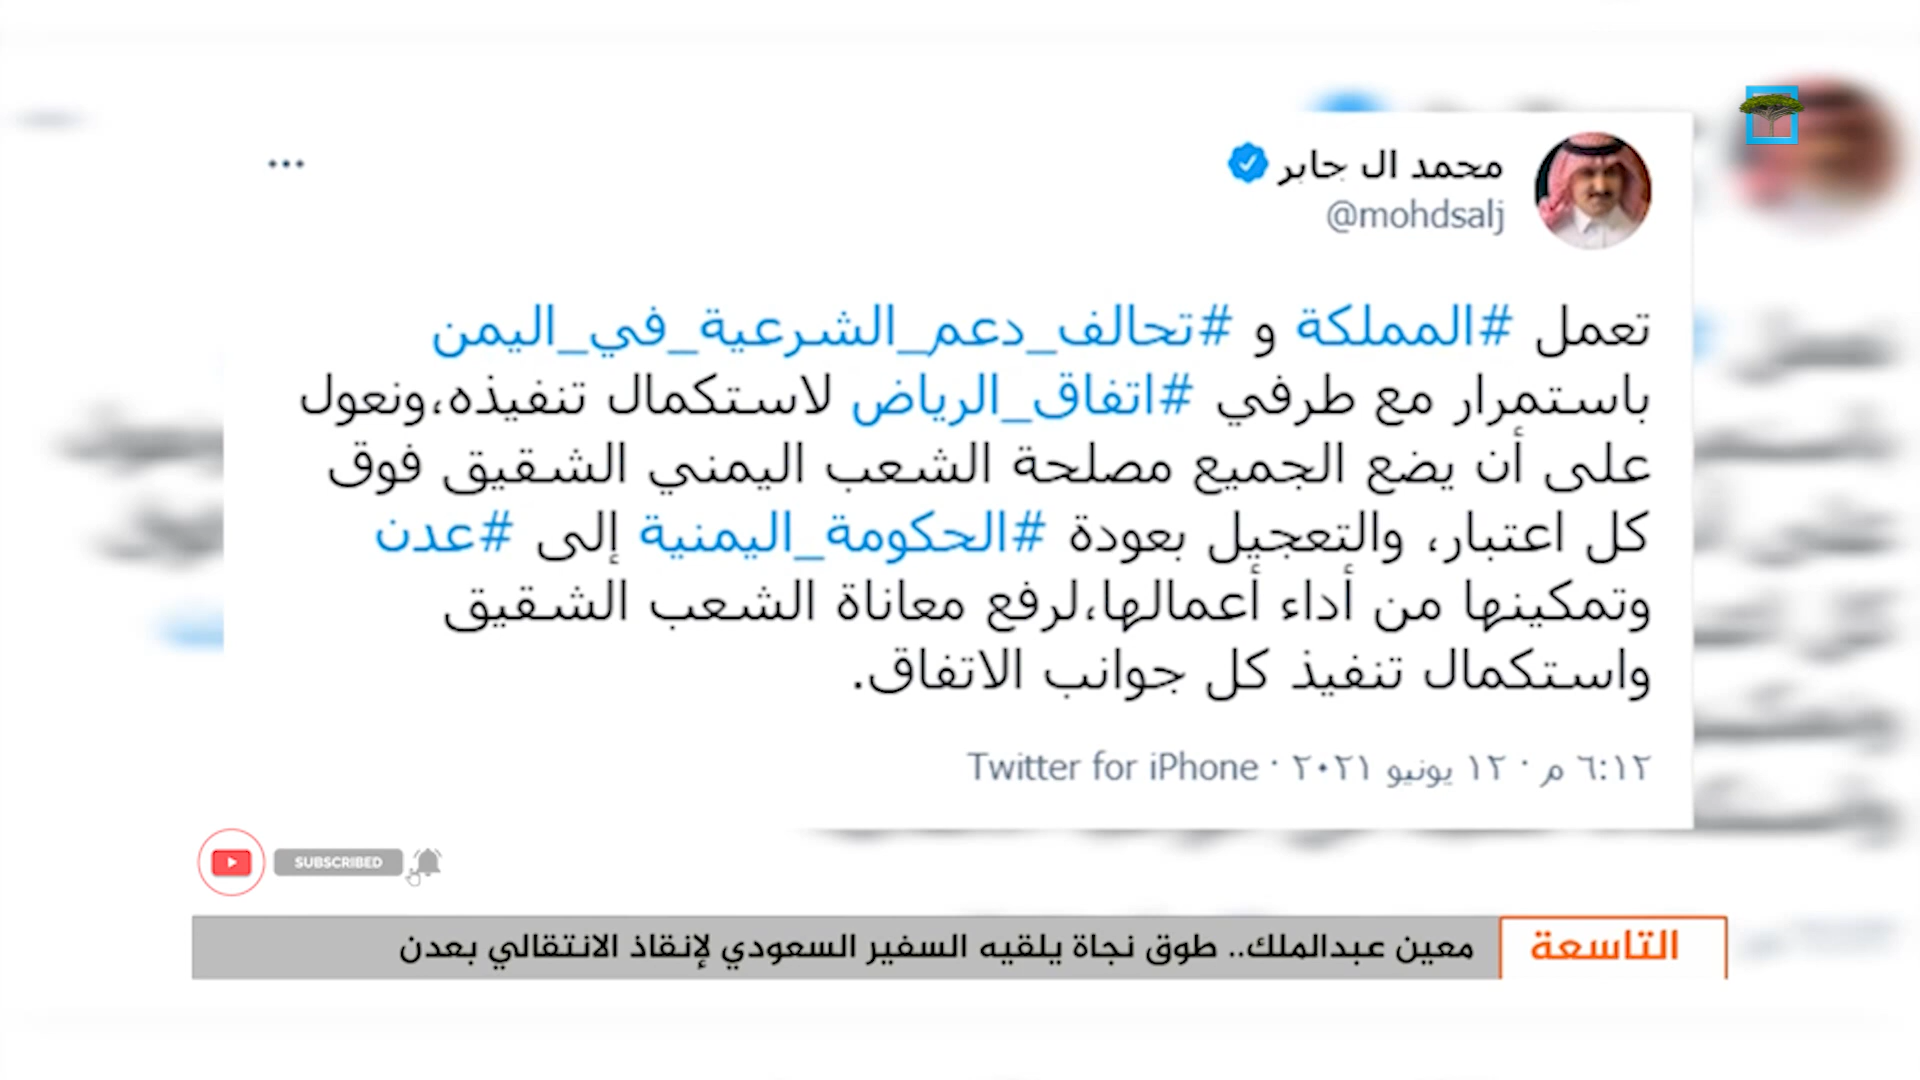 محمد ال جابر
@mohdsalj
تعمل #المملكة و #تحالف_دعم_الشرعية_في_اليمن
باستمرار مع طرفي #اتفاق_الرياض لاستكمال تنفيذه،ونعول
على أن يضع الجميع مصلحة الشعب اليمني الشقيق فوق
كل اعتبار، والتعجيل بعودة #الحكومة_اليمنية إلى #عدن
وتمكينها من أداء أعمالها،لرفع معاناة الشعب الشقيق
واستكمال تنفيذ كل جوانب الاتفاق.
٦:١٢ م · ١٢ يونيو ٢٠٢١ · Twitter for iPhone
SUBSCRIBED
التاسعة
معين عبدالملك.. طوق نجاة يلقيه السفير السعودي لإنقاذ الانتقالي بعدن